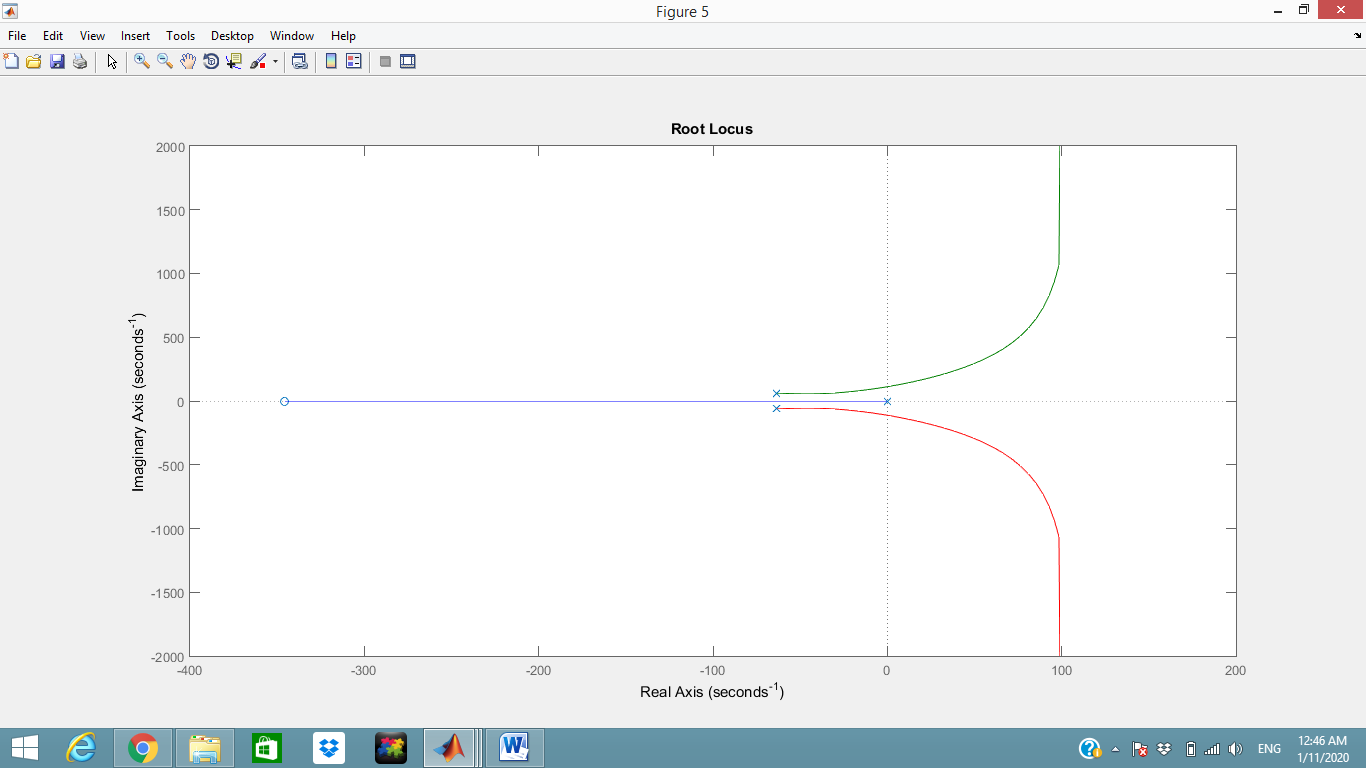 Figure 5
File Edit View Insert Tools Desktop Window Help
Root Locus
2000
1500
1000
500
0
-500
-1000
-1500
-2000
Imaginary Axis (seconds-1)
-400 -300 -200 -100 0 100 200
Real Axis (seconds-1)
ENG
12:46 AM
1/11/2020